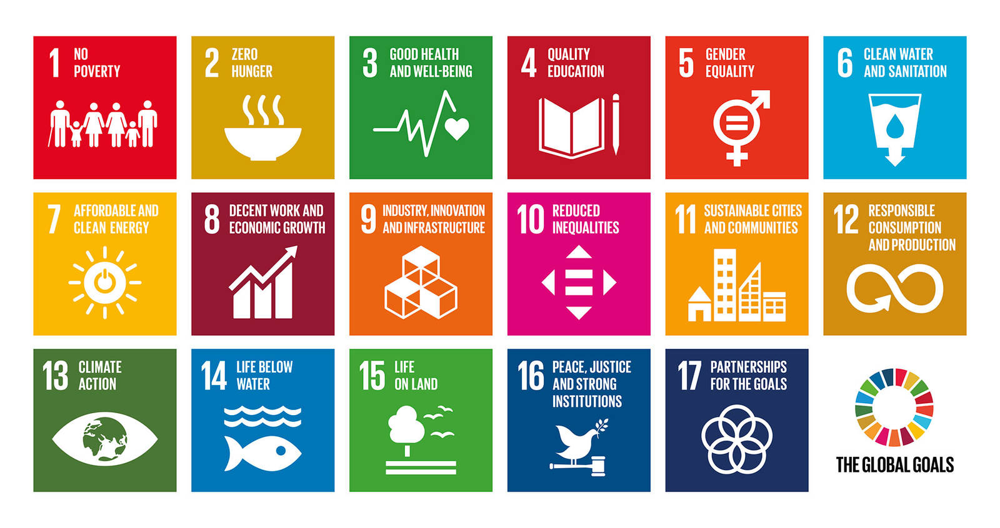 1 NO
POVERTY
2 ZERO
HUNGER
3 GOOD HEALTH
AND WELL-BEING
4 QUALITY
EDUCATION
5 GENDER
EQUALITY
6 CLEAN WATER
AND SANITATION
7 AFFORDABLE AND
CLEAN ENERGY
8 DECENT WORK AND
ECONOMIC GROWTH
9 INDUSTRY, INNOVATION
AND INFRASTRUCTURE
10 REDUCED
INEQUALITIES
11 SUSTAINABLE CITIES
AND COMMUNITIES
12 RESPONSIBLE
CONSUMPTION
AND PRODUCTION
13 CLIMATE
ACTION
14 LIFE BELOW
WATER
15 LIFE
ON LAND
16 PEACE, JUSTICE
AND STRONG
INSTITUTIONS
17 PARTNERSHIPS
FOR THE GOALS
THE GLOBAL GOALS